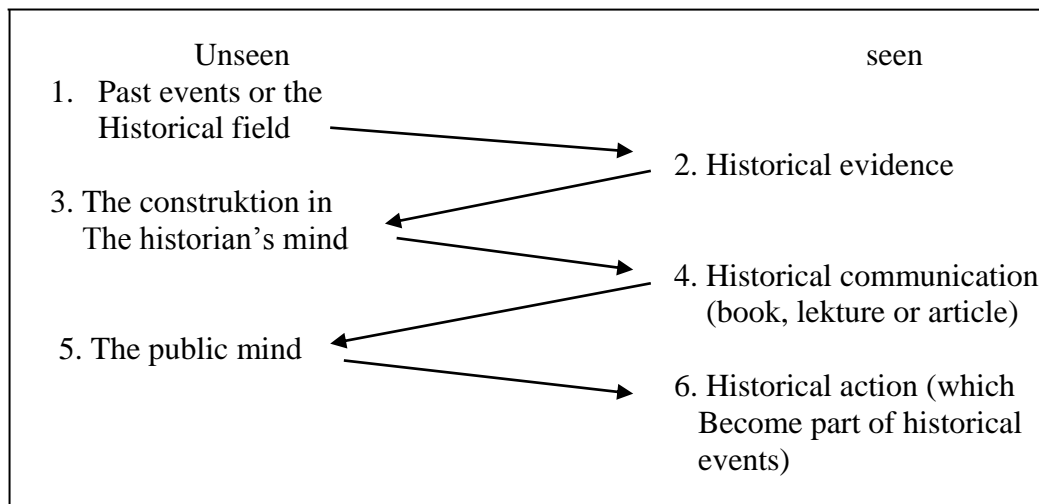 Unseen seen
1. Past events or the
Historical field
2. Historical evidence
3. The construktion in
The historian’s mind
4. Historical communication
(book, lekture or article)
5. The public mind
6. Historical action (which
Become part of historical
events)